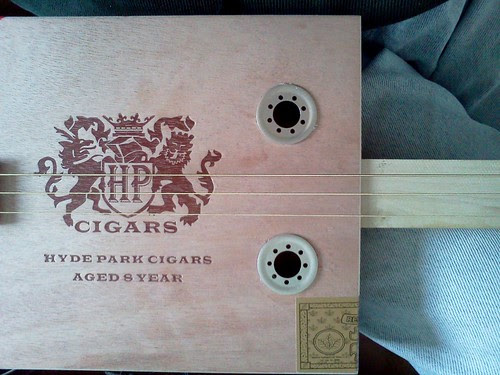 HP
CIGARS
HYDE PARK CIGARS
AGED 8 YEAR